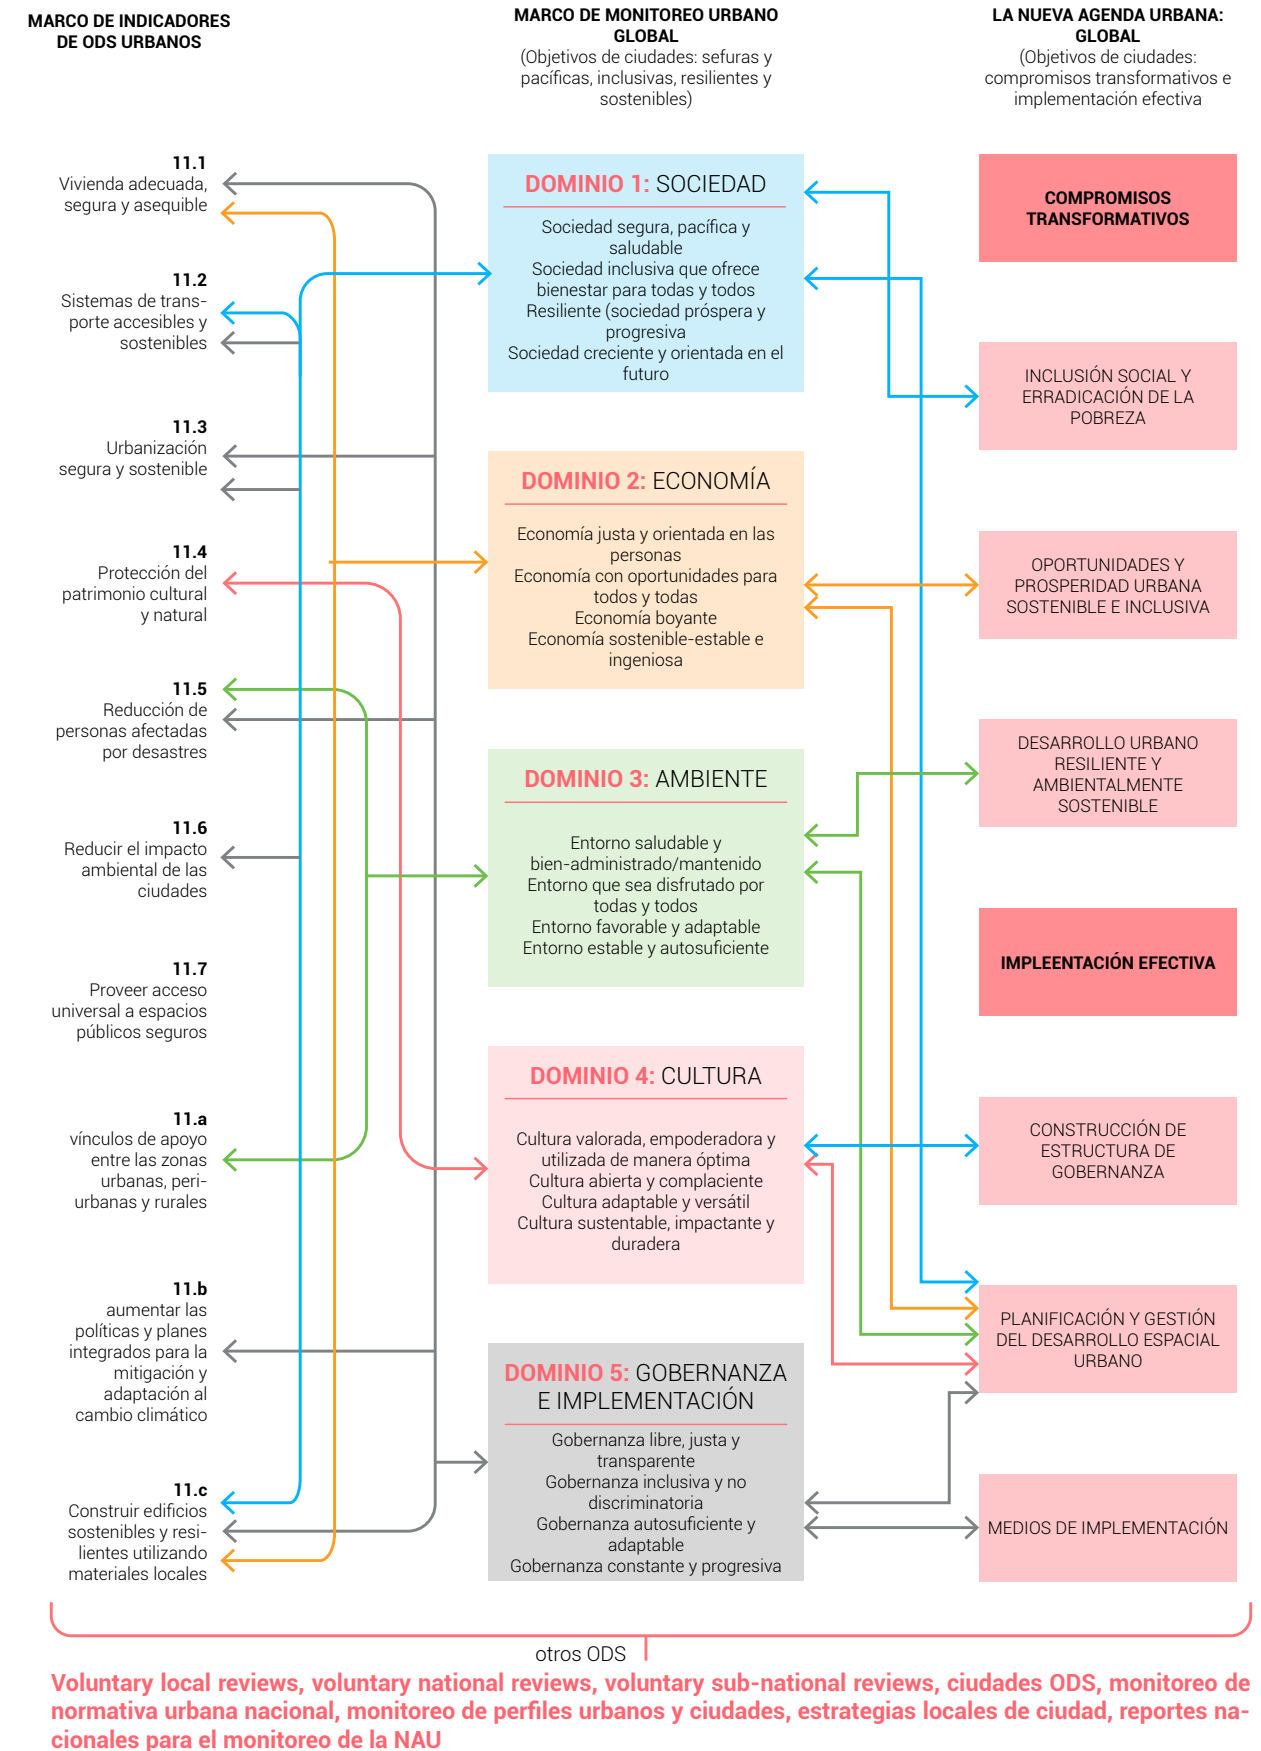 MARCO DE INDICADORES
DE ODS URBANOS
11.1
Vivienda adecuada,
segura y asequible
11.2
Sistemas de trans-
porte accesibles y
sostenibles
11.3
Urbanización
segura y sostenible
11.4
Protección del
patrimonio cultural
y natural
11.5
Reducción de
personas afectadas
por desastres
11.6
Reducir el impacto
ambiental de las
ciudades
11.7
Proveer acceso
universal a espacios
públicos seguros
11.a
vínculos de apoyo
entre las zonas
urbanas, peri-
urbanas y rurales
11.b
aumentar las
políticas y planes
integrados para la
mitigación y
adaptación al
cambio climático
11.c
Construir edificios
sostenibles y resi-
lientes utilizando
materiales locales
MARCO DE MONITOREO URBANO
GLOBAL
(Objetivos de ciudades: sefuras y
pacíficas, inclusivas, resilientes y
sostenibles)
DOMINIO 1: SOCIEDAD
Sociedad segura, pacífica y
saludable
Sociedad inclusiva que ofrece
bienestar para todas y todos
Resiliente (sociedad próspera y
progresiva
Sociedad creciente y orientada en el
futuro
DOMINIO 2: ECONOMÍA
Economía justa y orientada en las
personas
Economía con oportunidades para
todos y todas
Economía boyante
Economía sostenible-estable e
ingeniosa
DOMINIO 3: AMBIENTE
Entorno saludable y
bien-administrado/mantenido
Entorno que sea disfrutado por
todas y todos
Entorno favorable y adaptable
Entorno estable y autosuficiente
DOMINIO 4: CULTURA
Cultura valorada, empoderadora y
utilizada de manera óptima
Cultura abierta y complaciente
Cultura adaptable y versátil
Cultura sustentable, impactante y
duradera
DOMINIO 5: GOBERNANZA
E IMPLEMENTACIÓN
Gobernanza libre, justa y
transparente
Gobernanza inclusiva y no
discriminatoria
Gobernanza autosuficiente y
adaptable
Gobernanza constante y progresiva
LA NUEVA AGENDA URBANA:
GLOBAL
(Objetivos de ciudades:
compromisos transformativos e
implementación efectiva
COMPROMISOS
TRANSFORMATIVOS
INCLUSIÓN SOCIAL Y
ERRADICACIÓN DE LA
POBREZA
OPORTUNIDADES Y
PROSPERIDAD URBANA
SOSTENIBLE E INCLUSIVA
DESARROLLO URBANO
RESILIENTE Y
AMBIENTALMENTE
SOSTENIBLE
IMPLEENTACIÓN EFECTIVA
CONSTRUCCIÓN DE
ESTRUCTURA DE
GOBERNANZA
PLANIFICACIÓN Y GESTIÓN
DEL DESARROLLO ESPACIAL
URBANO
MEDIOS DE IMPLEMENTACIÓN
otros ODS
Voluntary local reviews, voluntary national reviews, voluntary sub-national reviews, ciudades ODS, monitoreo de
normativa urbana nacional, monitoreo de perfiles urbanos y ciudades, estrategias locales de ciudad, reportes na-
cionales para el monitoreo de la NAU